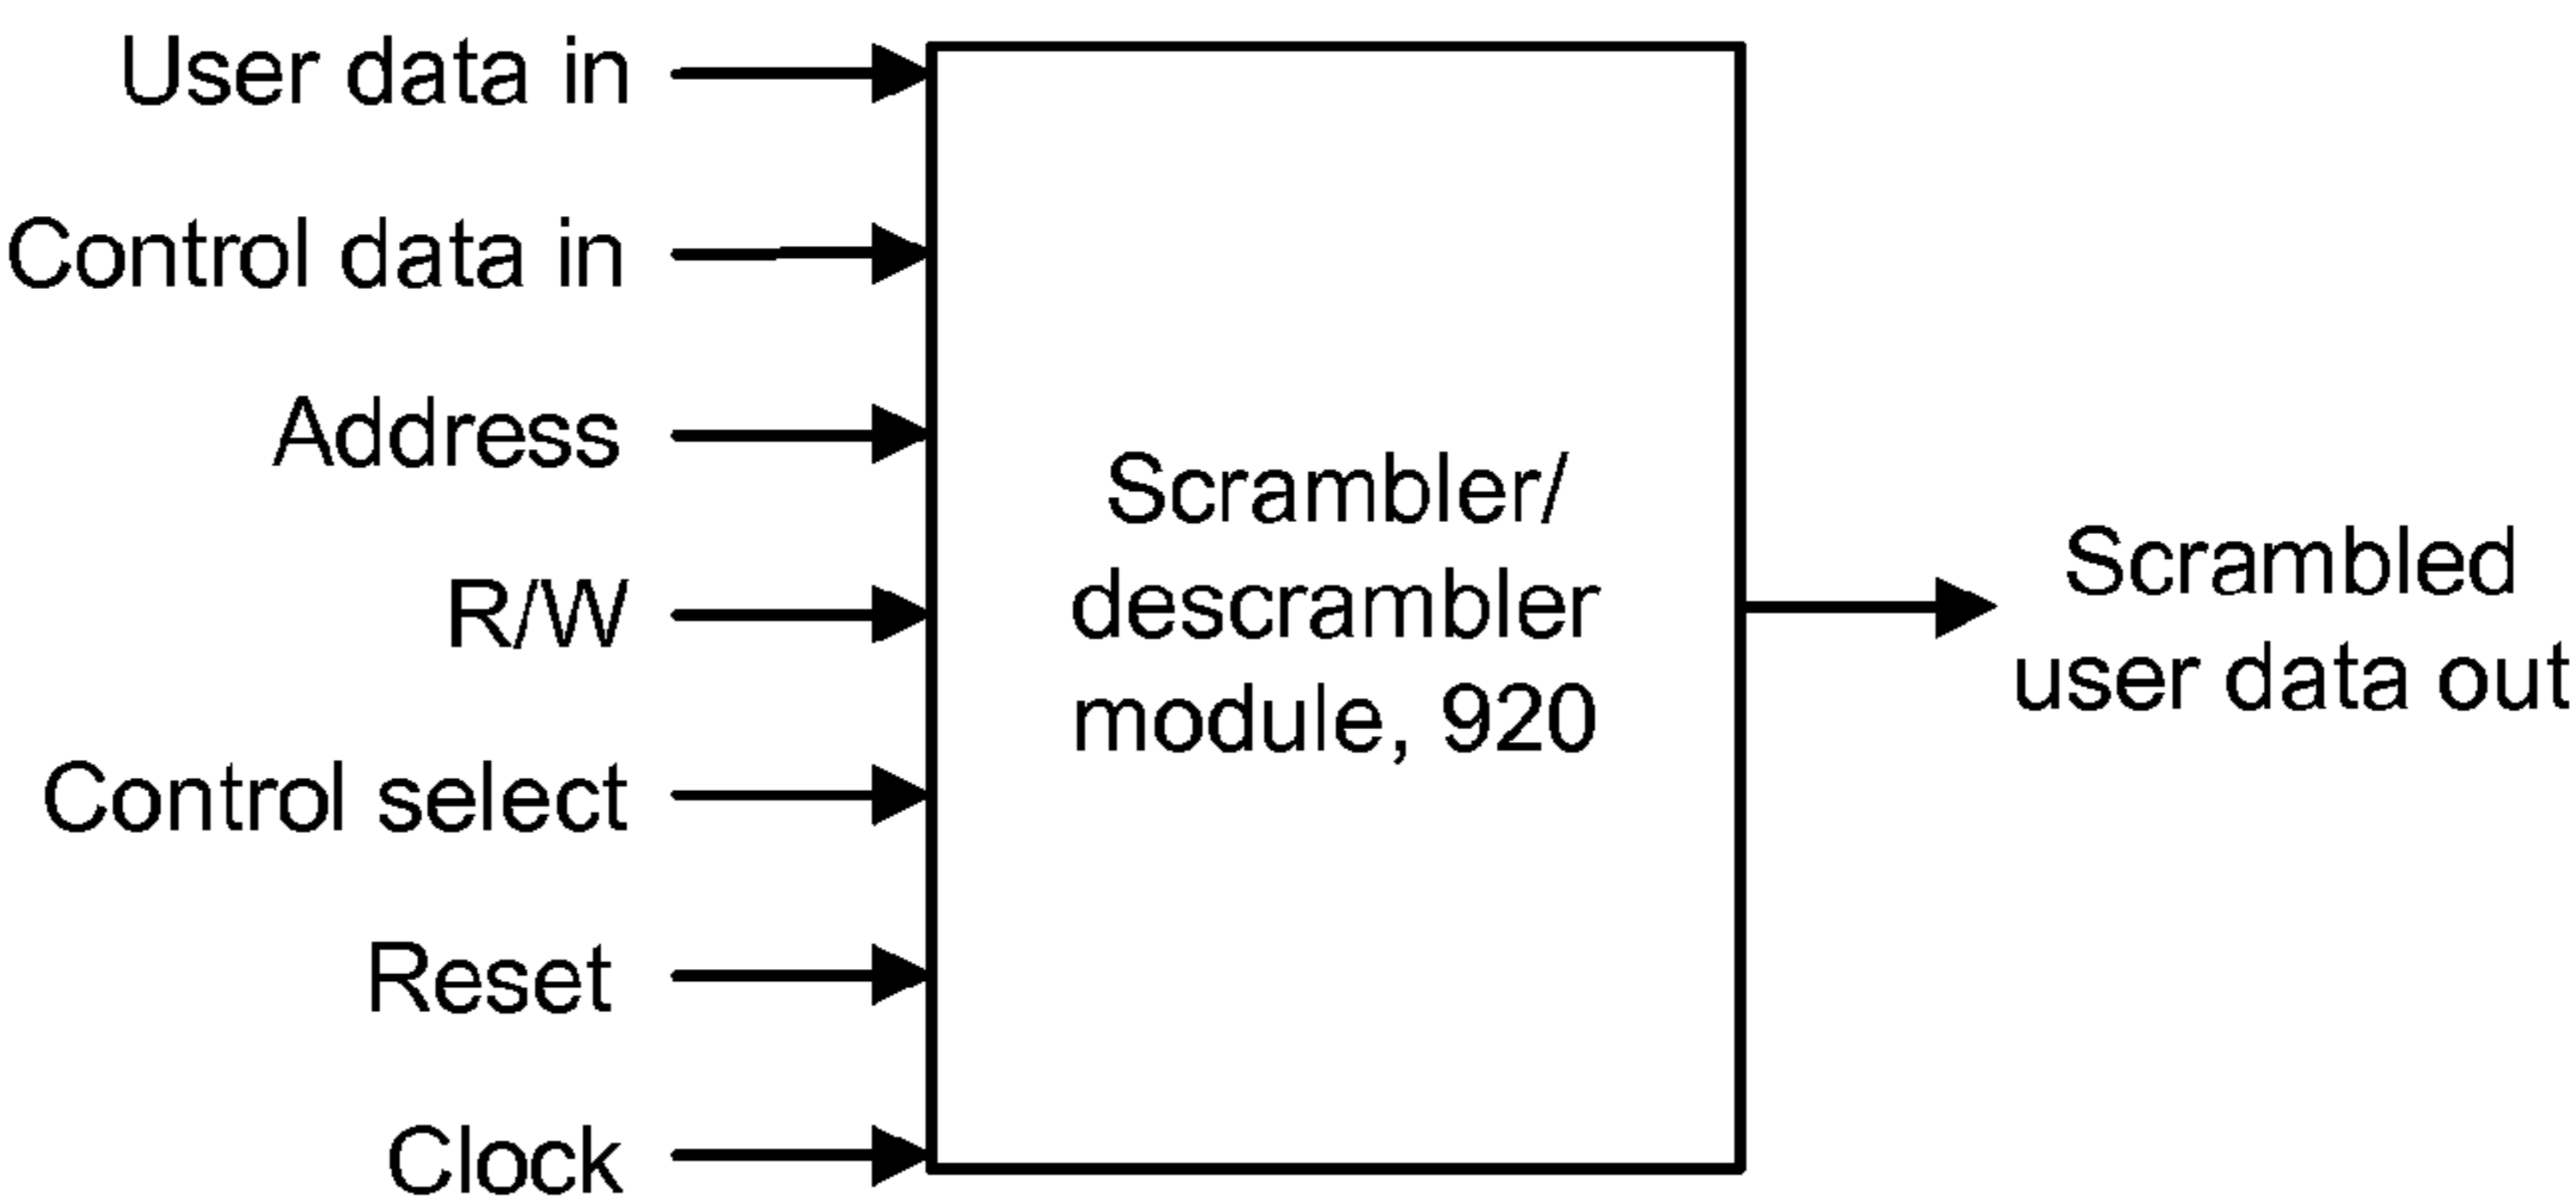 User data in
Control data in
Address
R/W
Control select
Reset
Clock
Scrambler/
descrambler
module, 920
Scrambled
user data out